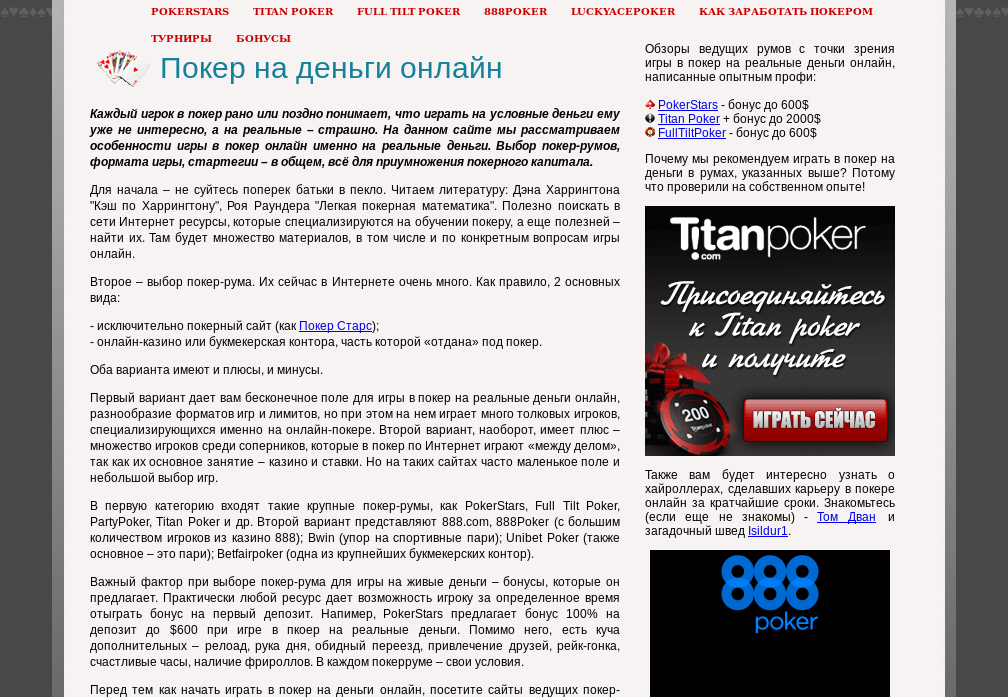 POKERSTARS TITAN POKER FULL TILT POKER 888POKER LUCKYACEPOKER КАК ЗАРАБОТАТЬ ПОКЕРОМ
ТУРНИРЫ БОНУСЫ
Покер на деньги онлайн
Каждый игрок в покер рано или поздно понимает, что играть на условные деньги ему
уже не интересно, а на реальные – страшно. На данном сайте мы рассматриваем
особенности игры в покер онлайн именно на реальные деньги. Выбор покер-румов,
формата игры, стартегии – в общем, всё для приумножения покерного капитала.
Для начала – не суйтесь поперек батьки в пекло. Читаем литературу: Дэна Харрингтона
"Кэш по Харрингтону", Роя Раундера "Легкая покерная математика". Полезно поискать в
сети Интернет ресурсы, которые специализируются на обучении покеру, а еще полезней –
найти их. Там будет множество материалов, в том числе и по конкретным вопросам игры
онлайн.
Второе – выбор покер-рума. Их сейчас в Интернете очень много. Как правило, 2 основных
вида:
- исключительно покерный сайт (как Покер Старс);
- онлайн-казино или букмекерская контора, часть которой «отдана» под покер.
Оба варианта имеют и плюсы, и минусы.
Первый вариант дает вам бесконечное поле для игры в покер на реальные деньги онлайн,
разнообразие форматов игр и лимитов, но при этом на нем играет много толковых игроков,
специализирующихся именно на онлайн-покере. Второй вариант, наоборот, имеет плюс –
множество игроков среди соперников, которые в покер по Интернет играют «между делом»,
так как их основное занятие – казино и ставки. Но на таких сайтах часто маленькое поле и
небольшой выбор игр.
В первую категорию входят такие крупные покер-румы, как PokerStars, Full Tilt Poker,
PartyPoker, Titan Poker и др. Второй вариант представляют 888.com, 888Poker (с большим
количеством игроков из казино 888); Bwin (упор на спортивные пари); Unibet Poker (также
основное – это пари); Betfairpoker (одна из крупнейших букмекерских контор).
Важный фактор при выборе покер-рума для игры на живые деньги – бонусы, которые он
предлагает. Практически любой ресурс дает возможность игроку за определенное время
отыграть бонус на первый депозит. Напимер, PokerStars предлагает бонус 100% на
депозит до $600 при игре в пкоер на реальные деньги. Помимо него, есть куча
дополнительных – релоад, рука дня, обидный переезд, привлечение друзей, рейк-гонка,
счастливые часы, наличие фрироллов. В каждом покерруме – свои условия.
Перед тем как начать играть в покер на деньги онлайн, посетите сайты ведущих покер-
Обзоры ведущих румов с точки зрения
игры в покер на реальные деньги онлайн,
написанные опытным профи:
PokerStars - бонус до 600$
Titan Poker + бонус до 2000$
FullTiltPoker - бонус до 600$
Почему мы рекомендуем играть в покер на
деньги в румах, указанных выше? Потому
что проверили на собственном опыте!
Titanpoker
.com
Присоединяйтесь
к Titan poker
и получите
200
Titanpoker
ИГРАТЬ СЕЙЧАС
Также вам будет интересно узнать о
хайроллерах, сделавших карьеру в покере
онлайн за кратчайшие сроки. Знакомьтесь
(если еще не знакомы) - Том Дван и
загадочный швед Isildur1.
888
poker